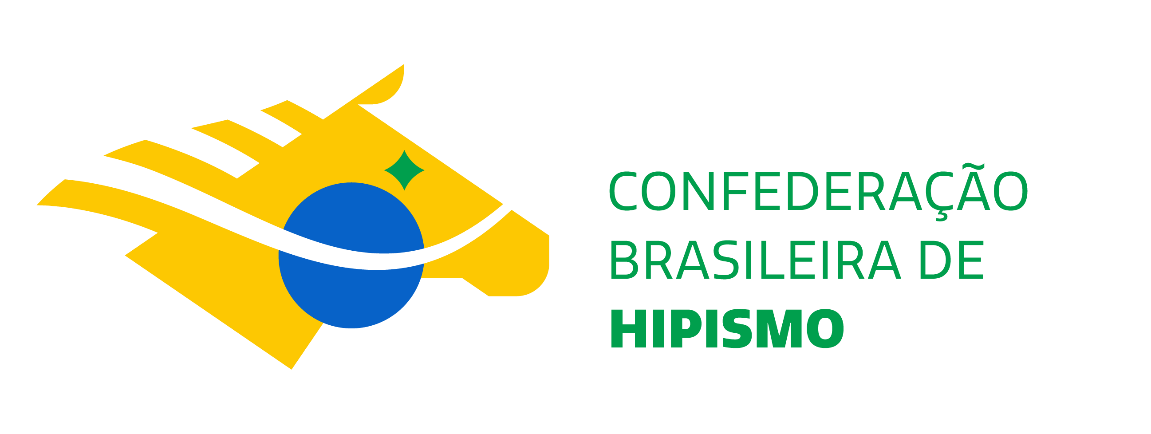 CONFEDERAÇÃO
BRASILEIRA DE
HIPISMO